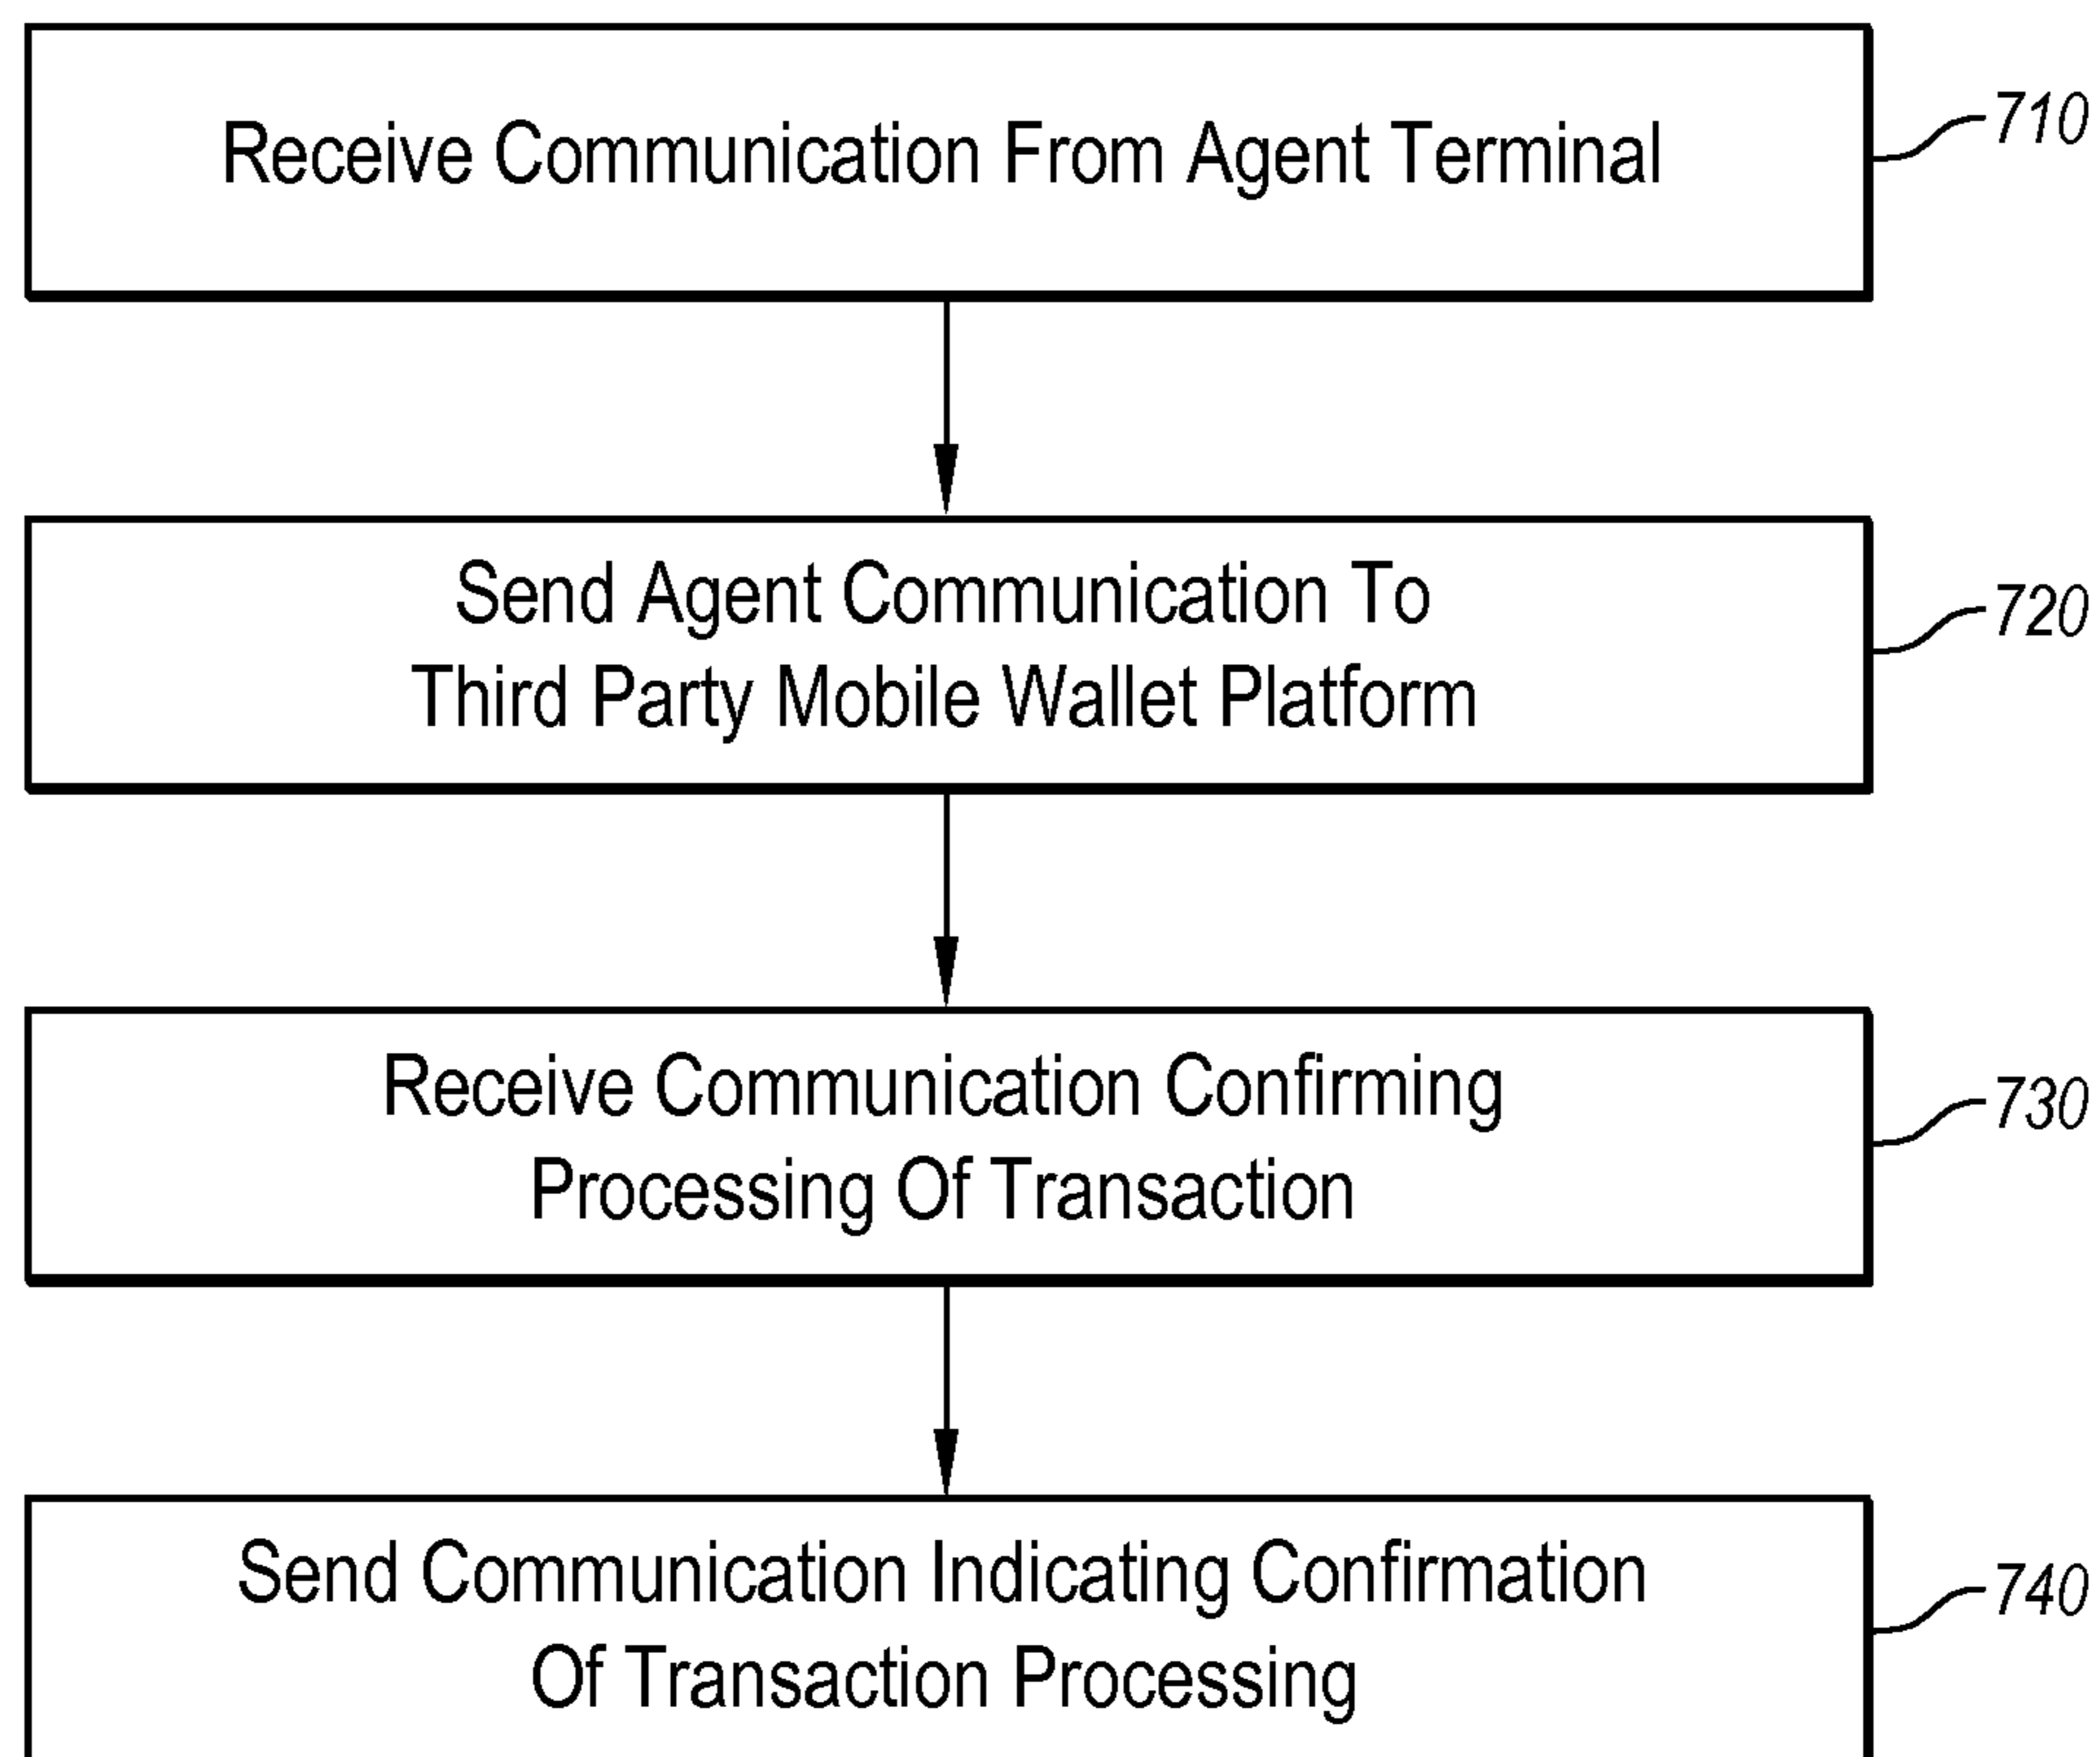 Receive Communication From Agent Terminal
710
Send Agent Communication To
Third Party Mobile Wallet Platform
720
Receive Communication Confirming
Processing Of Transaction
730
Send Communication Indicating Confirmation
Of Transaction Processing
740